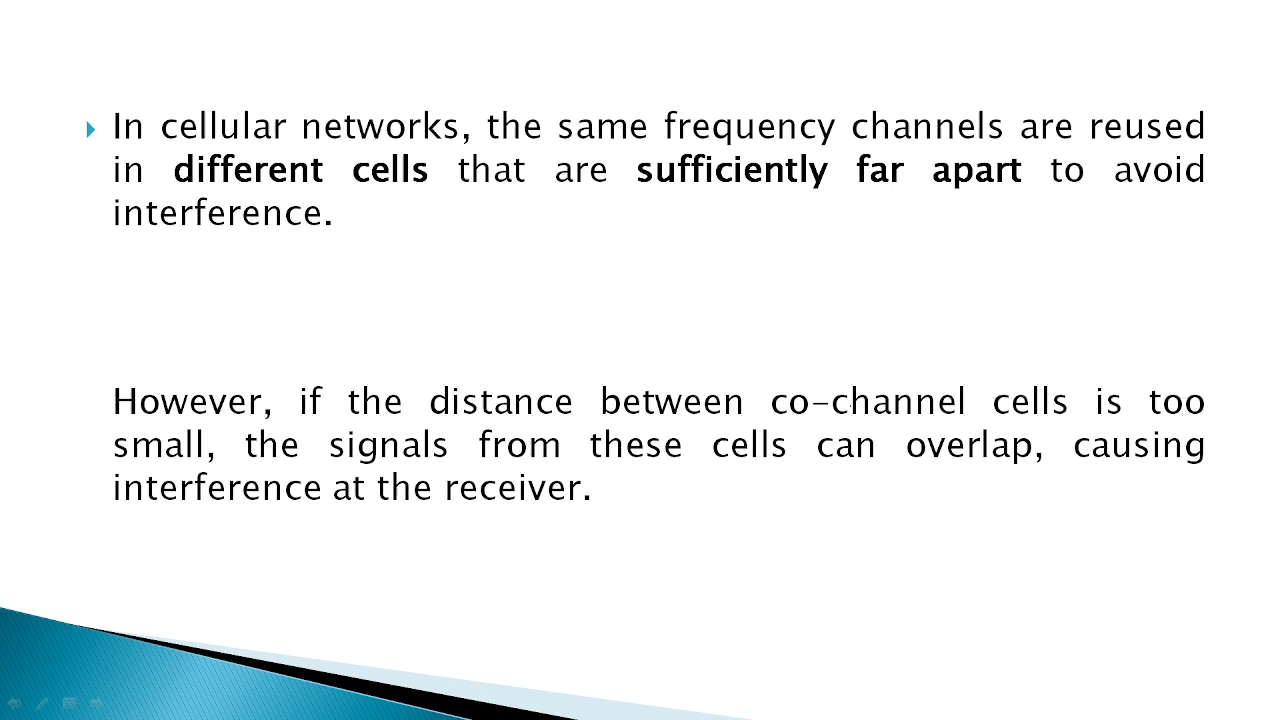 In cellular networks, the same frequency channels are reused
in different cells that are sufficiently far apart to avoid
interference.
However, if the distance between co-channel cells is too
small, the signals from these cells can overlap, causing
interference at the receiver.